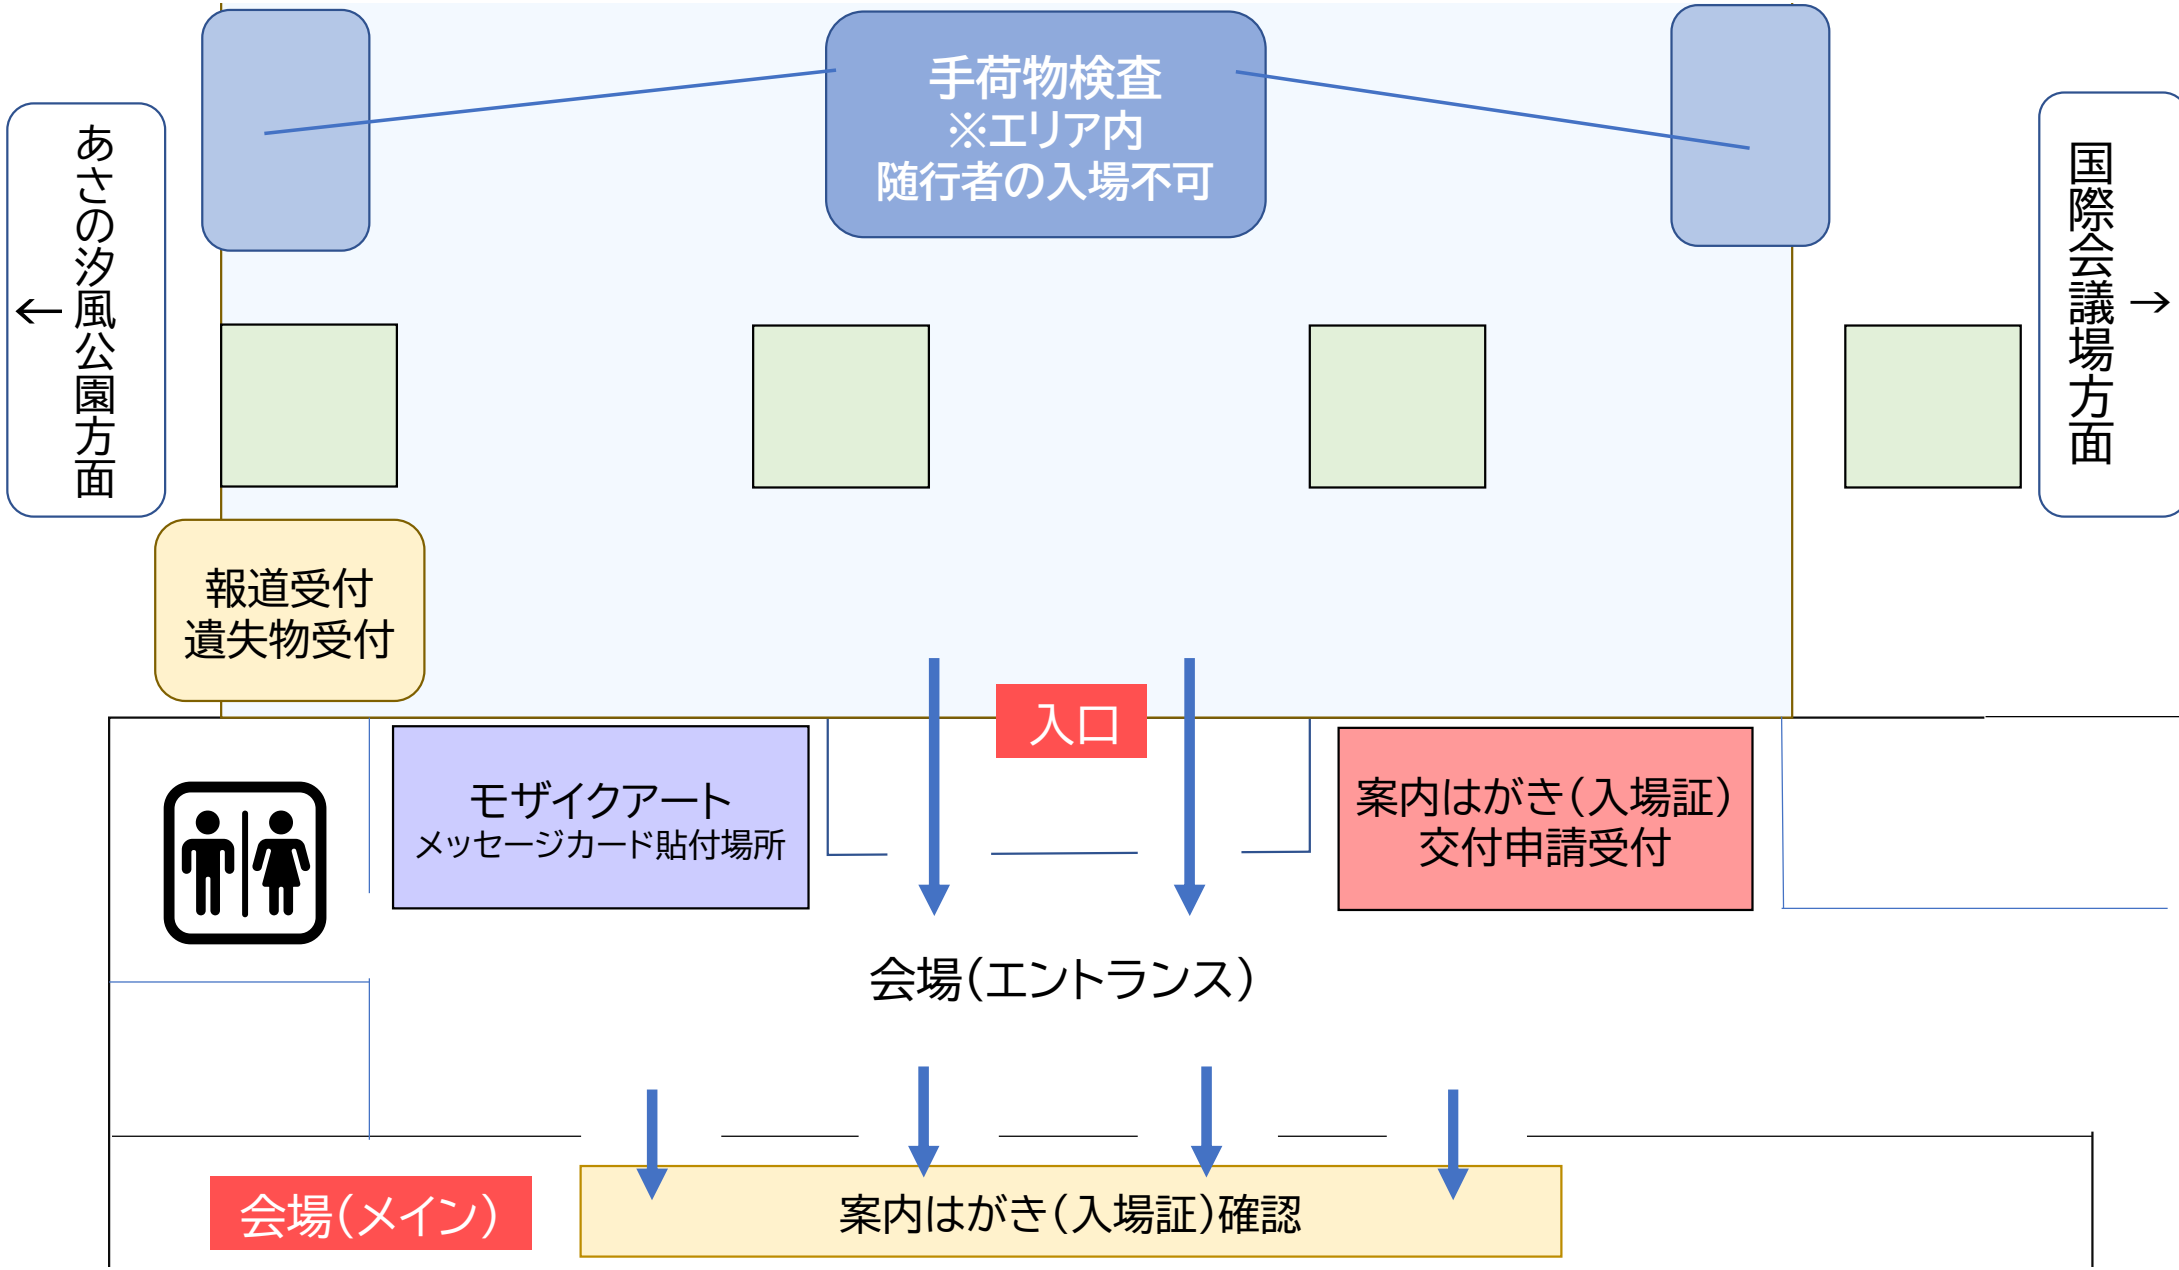 手荷物検査
※エリア内
随行者の入場不可
あさの汐風公園方面
←
国際会議場方面
→
報道受付
遺失物受付
入口
モザイクアート
メッセージカード貼付場所
案内はがき(入場証)
交付申請受付
会場(エントランス)
会場(メイン)
案内はがき(入場証)確認